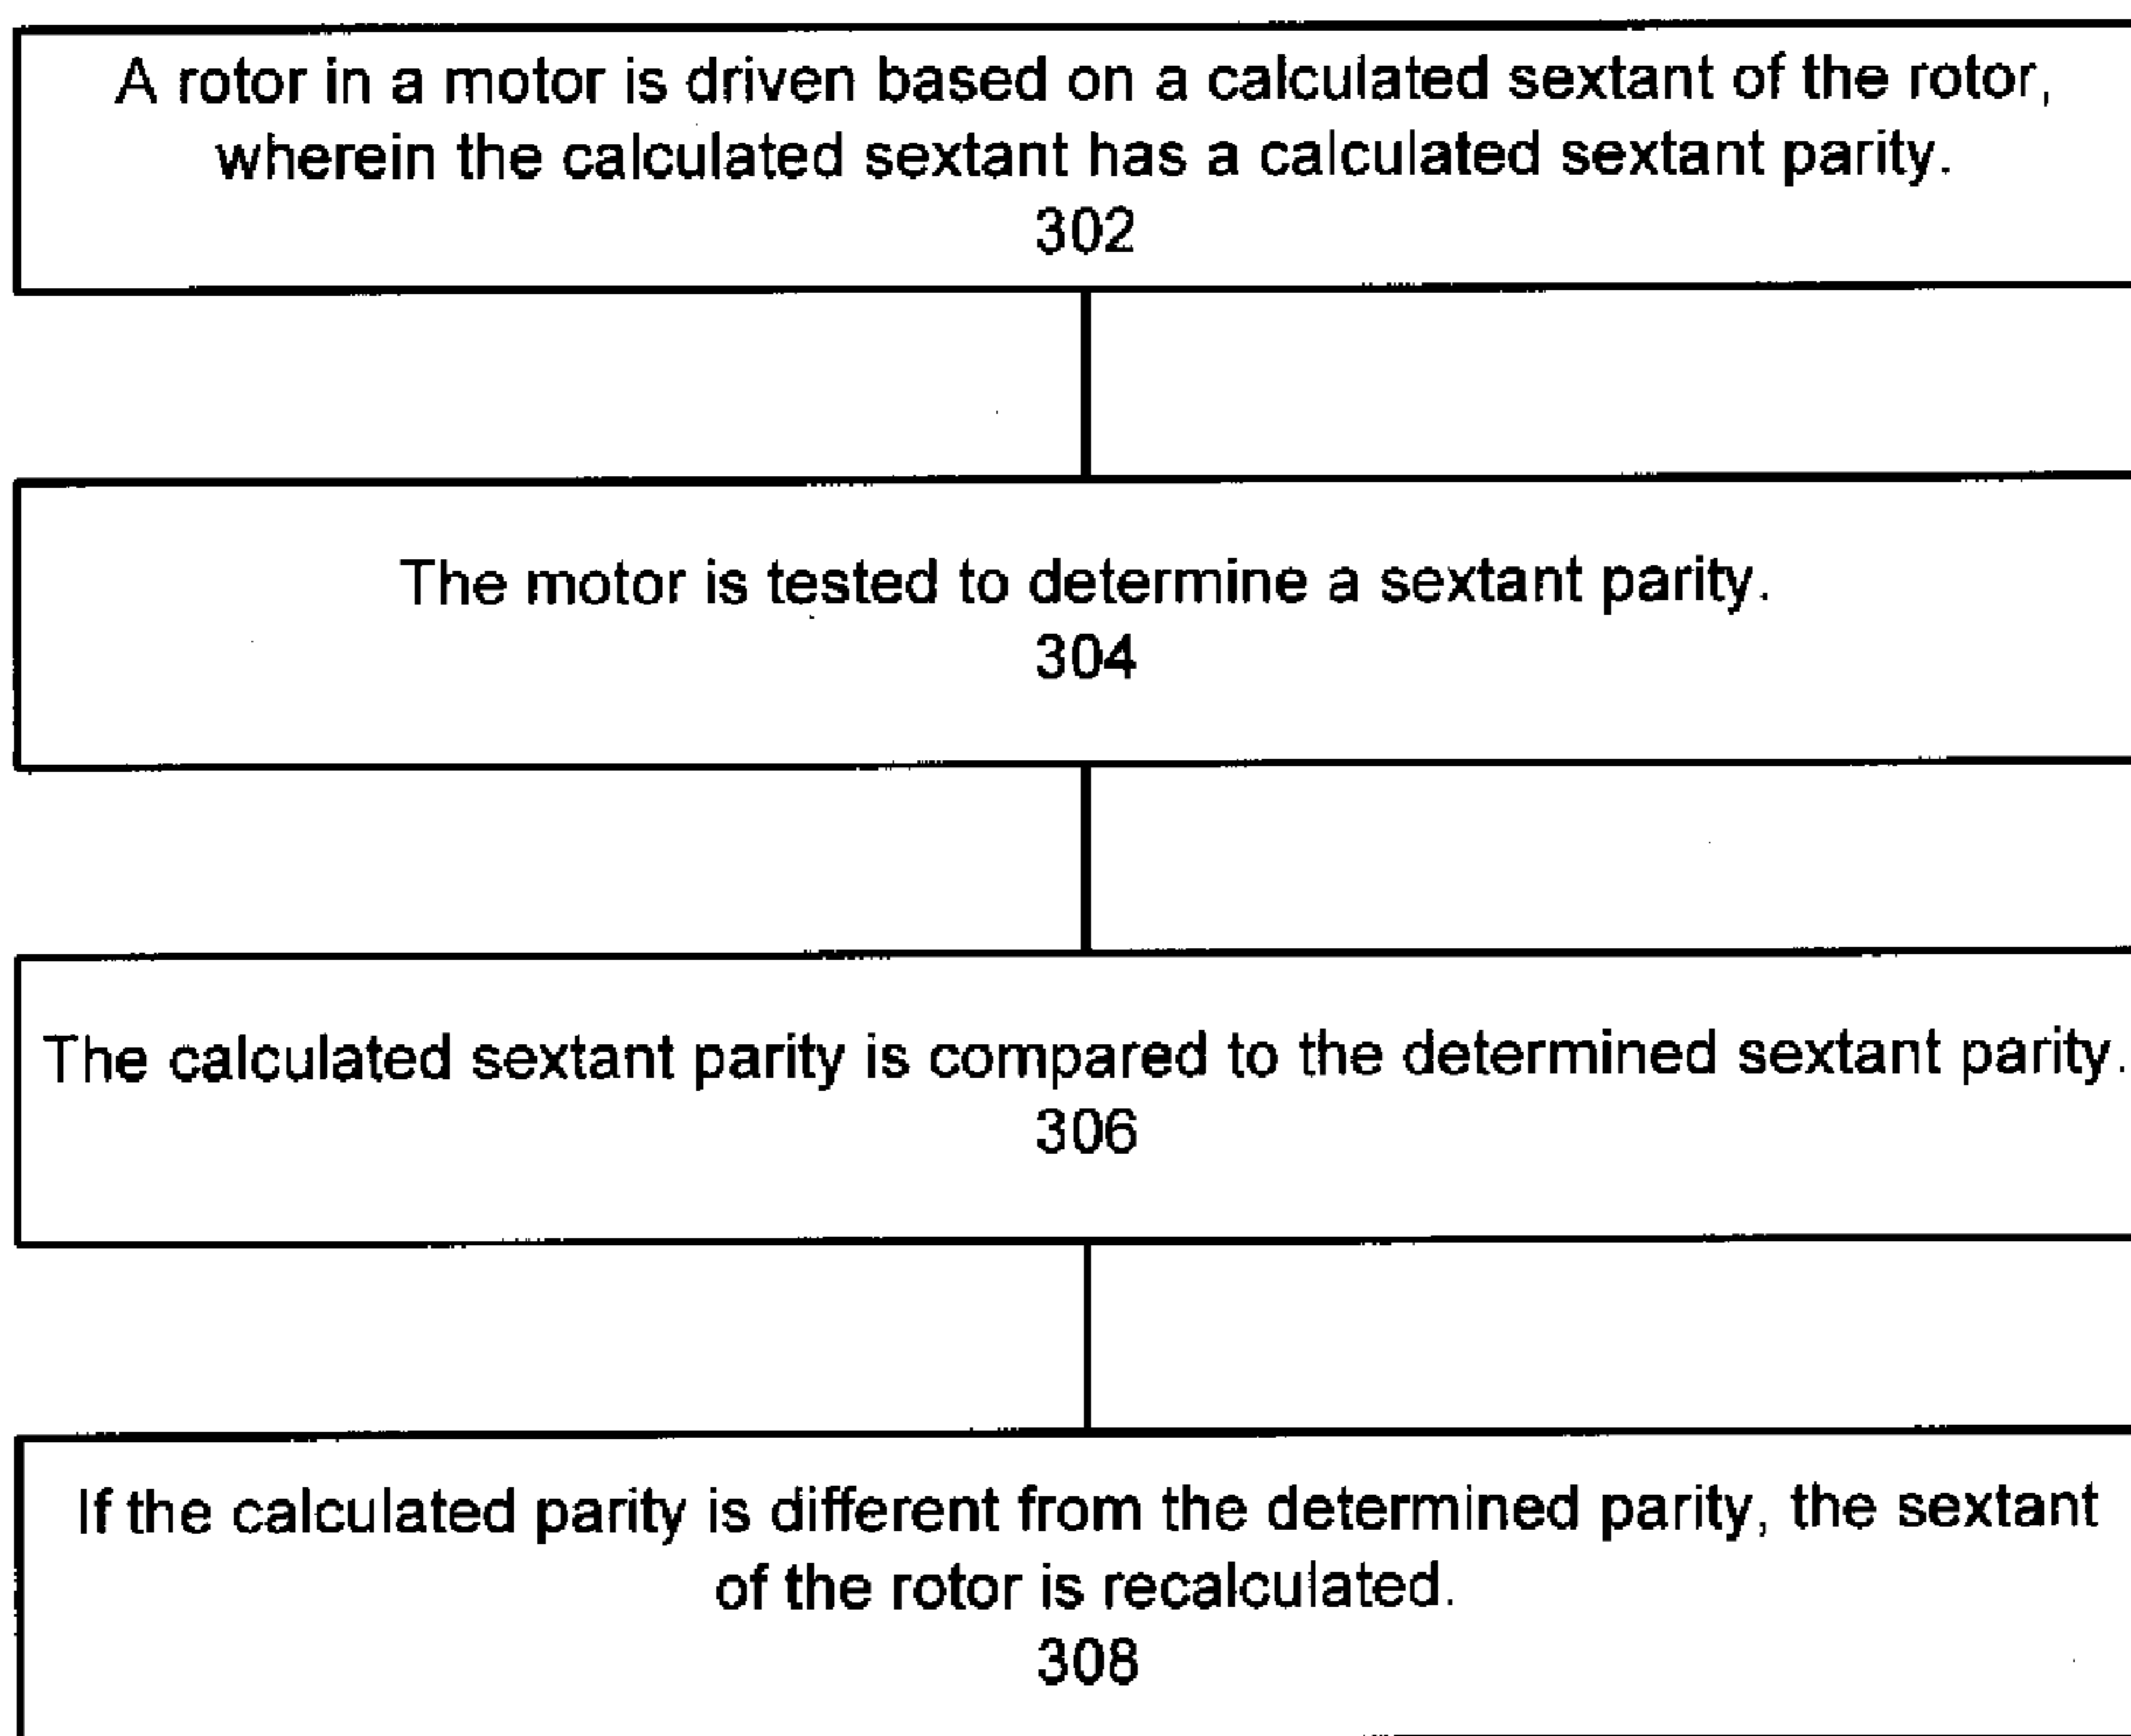 A rotor in a motor is driven based on a calculated sextant of the rotor,
wherein the calculated sextant has a calculated sextant parity.
302
The motor is tested to determine a sextant parity.
304
The calculated sextant parity is compared to the determined sextant parity.
306
If the calculated parity is different from the determined parity, the sextant
of the rotor is recalculated.
308